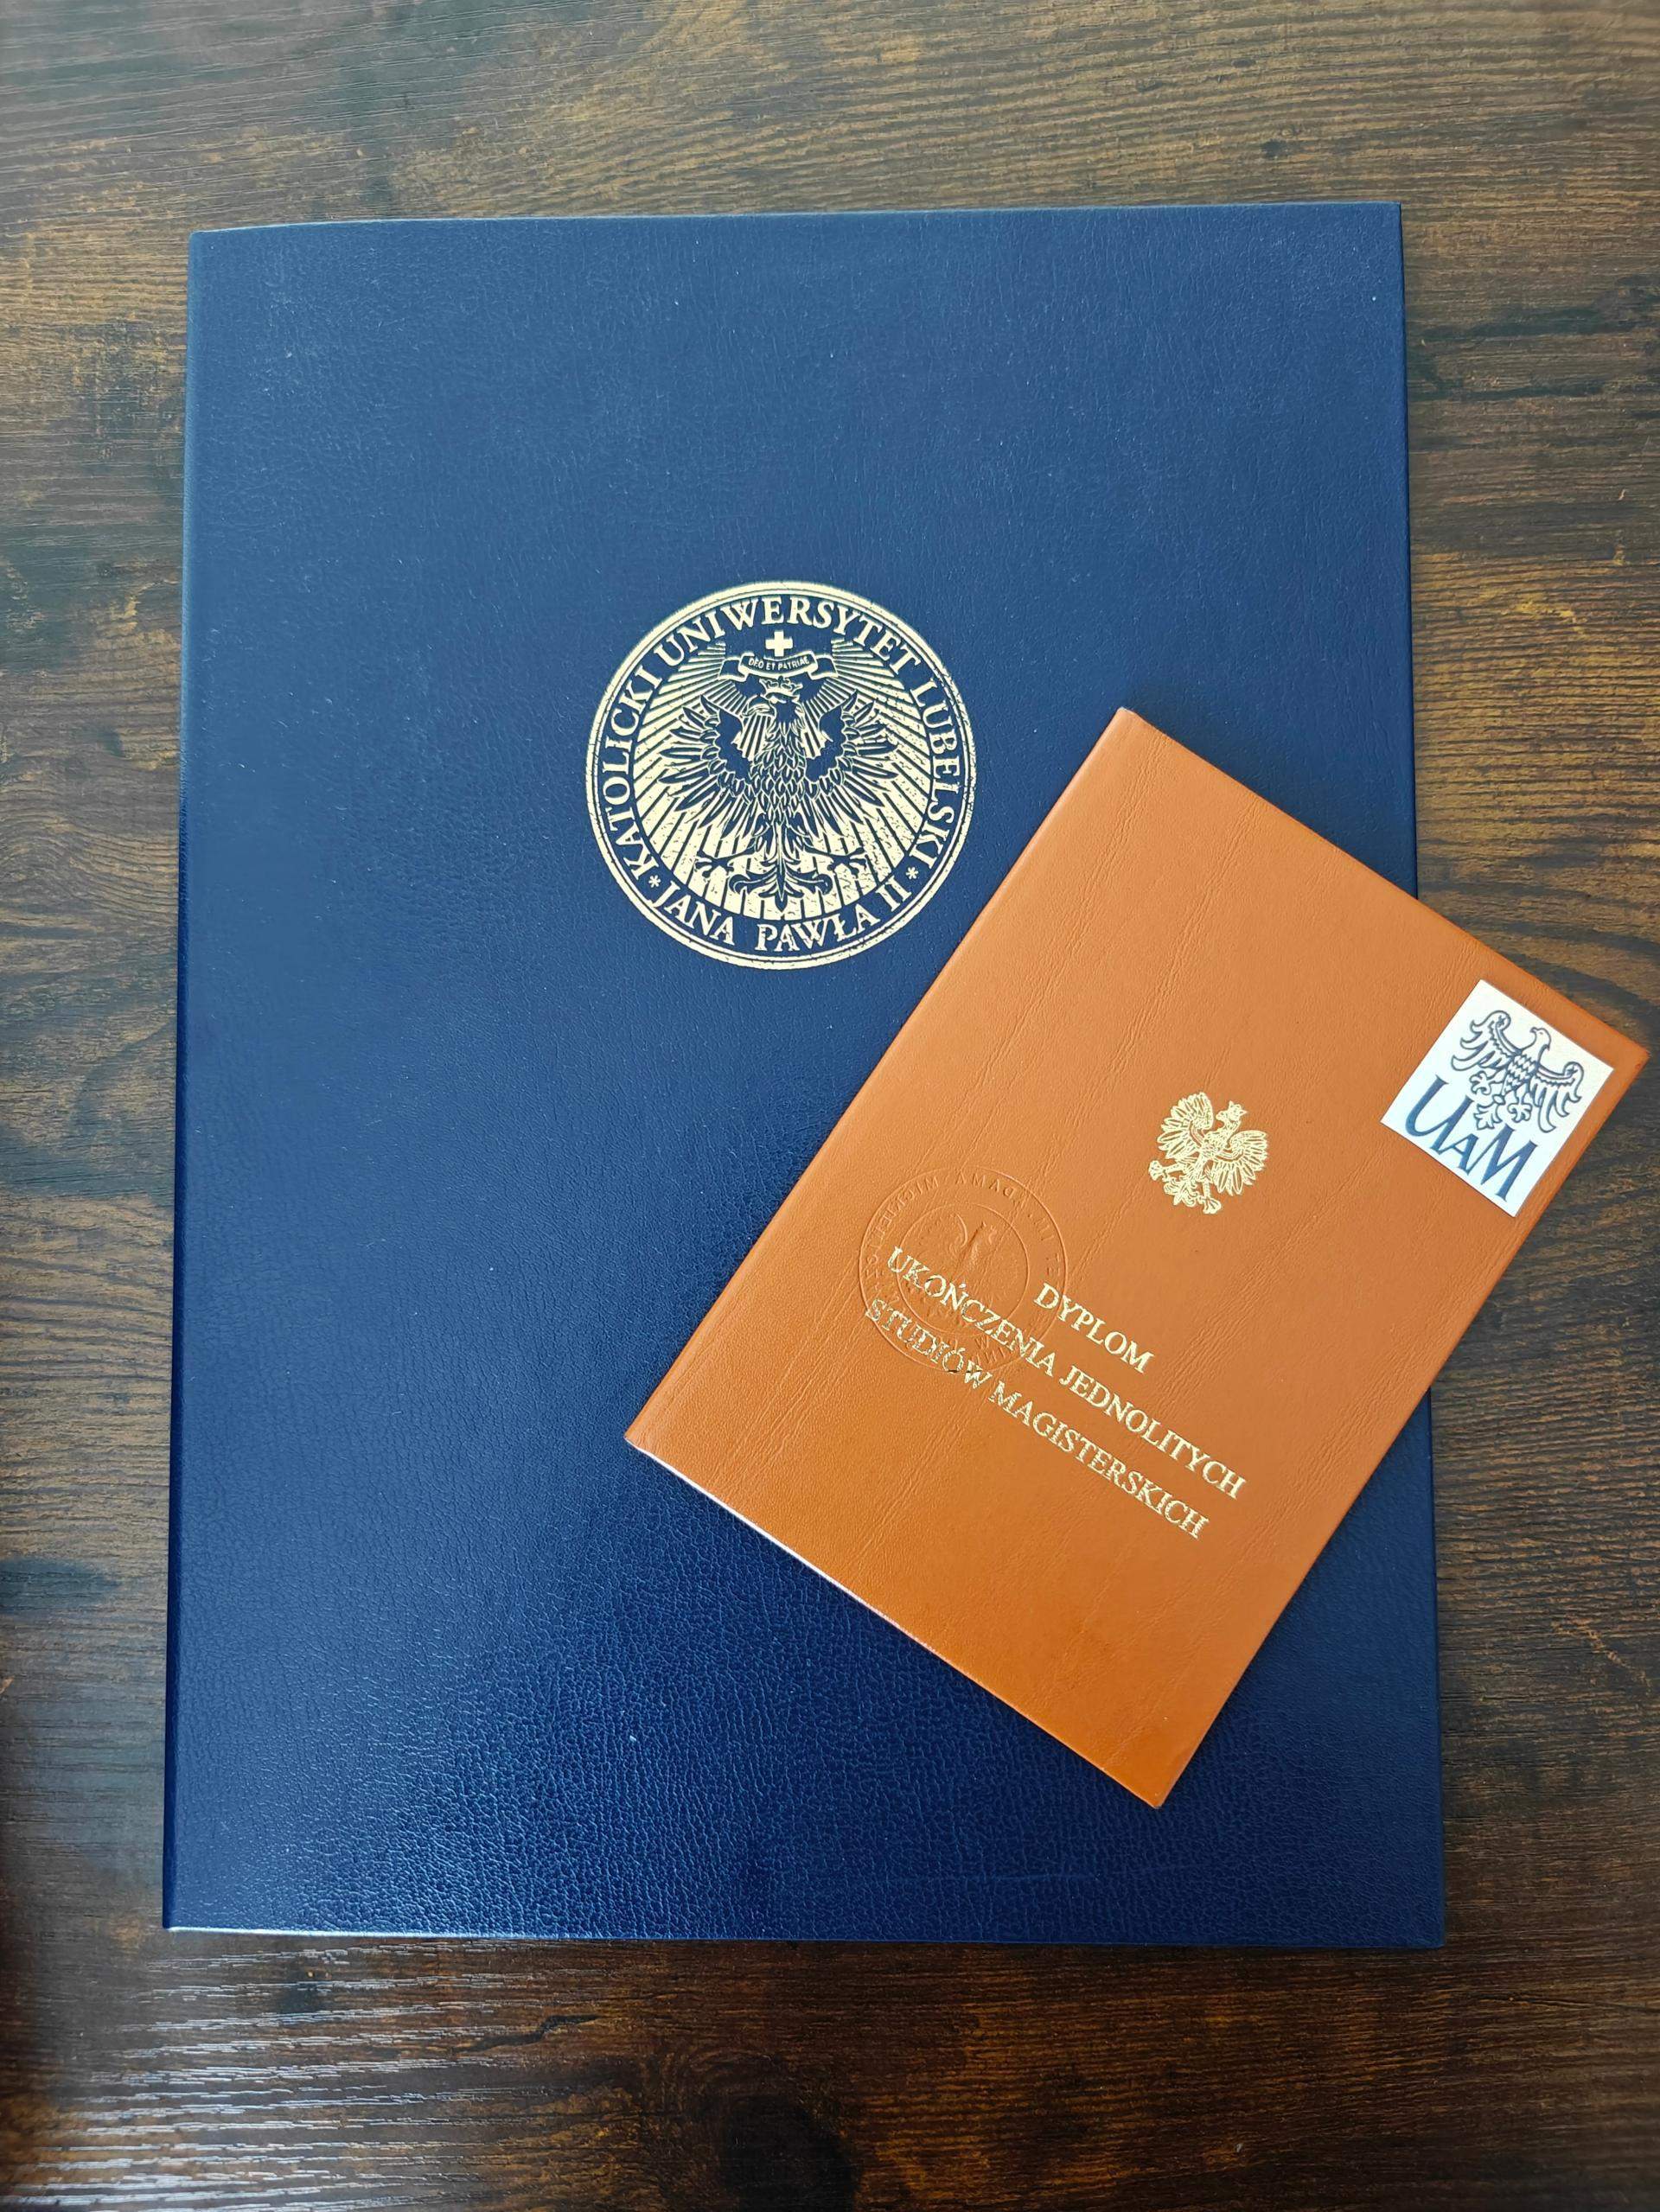 KATOLICKI UNIWERSYTET LUBELSKI
* JANA PAWŁA II *
DEO ET PATRIAE
UAM
DYPLOM
UKOŃCZENIA JEDNOLITYCH
STUDIÓW MAGISTERSKICH